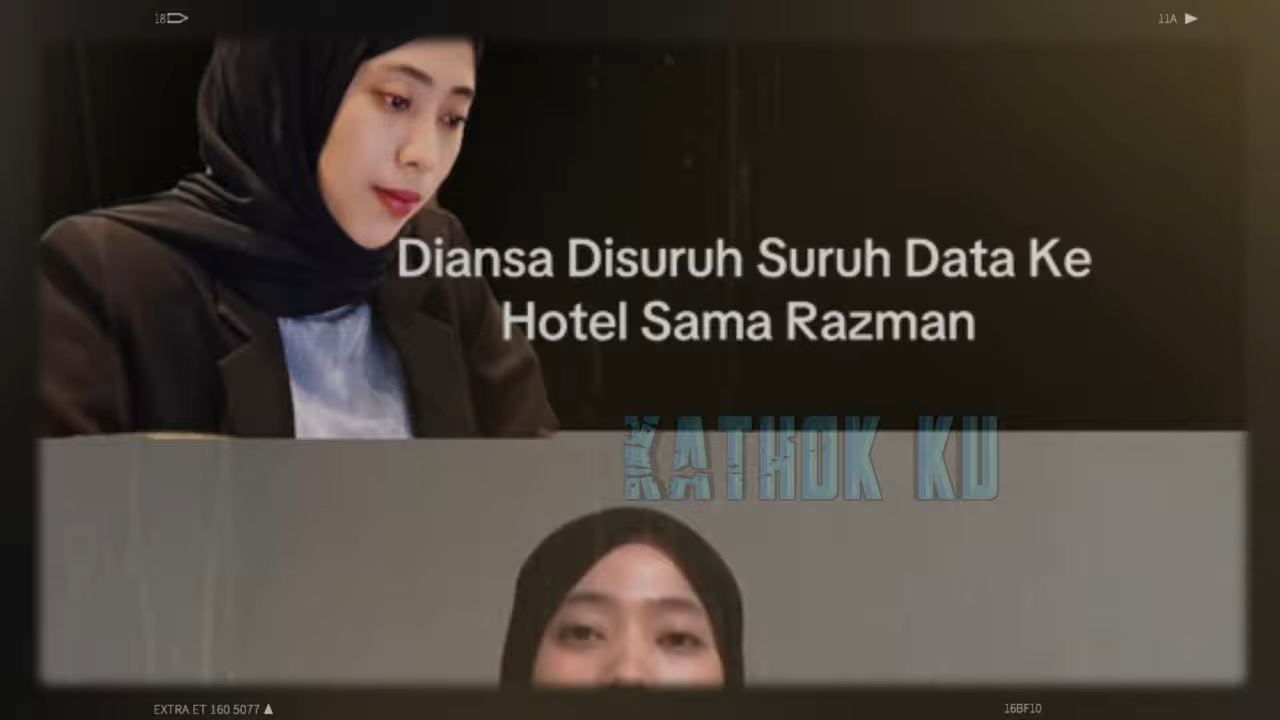 18
11A
Diansa Disuruh Suruh Data Ke
Hotel Sama Razman
KATHOK KU
EXTRA ET 160 5077
16BF10